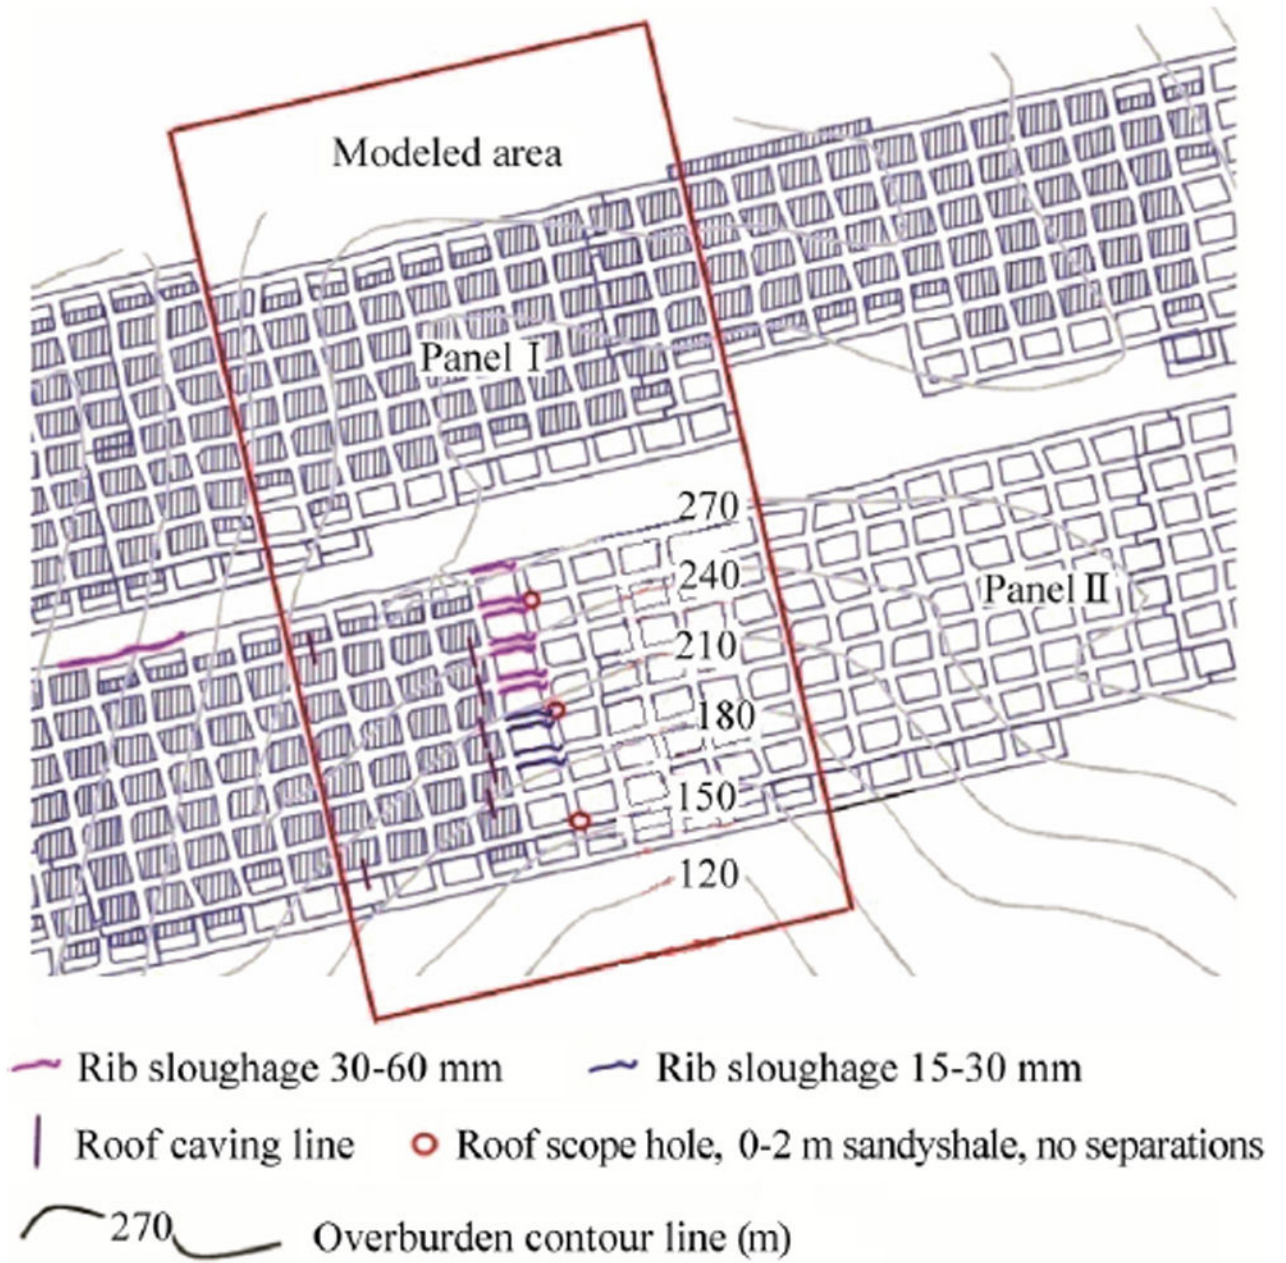 Modeled area
Panel I
270
240
Panel II
210
180
150
120
Rib sloughage 30-60 mm
Rib sloughage 15-30 mm
Roof caving line
Roof scope hole, 0-2 m sandyshale, no separations
270
Overburden contour line (m)